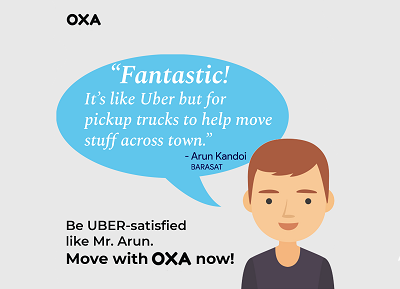 OXA
“Fantastic!
It’s like Uber but for
pickup trucks to help move
stuff across town.”
- Arun Kandoi
BARASAT
Be UBER-satisfied
like Mr. Arun.
Move with OXA now!